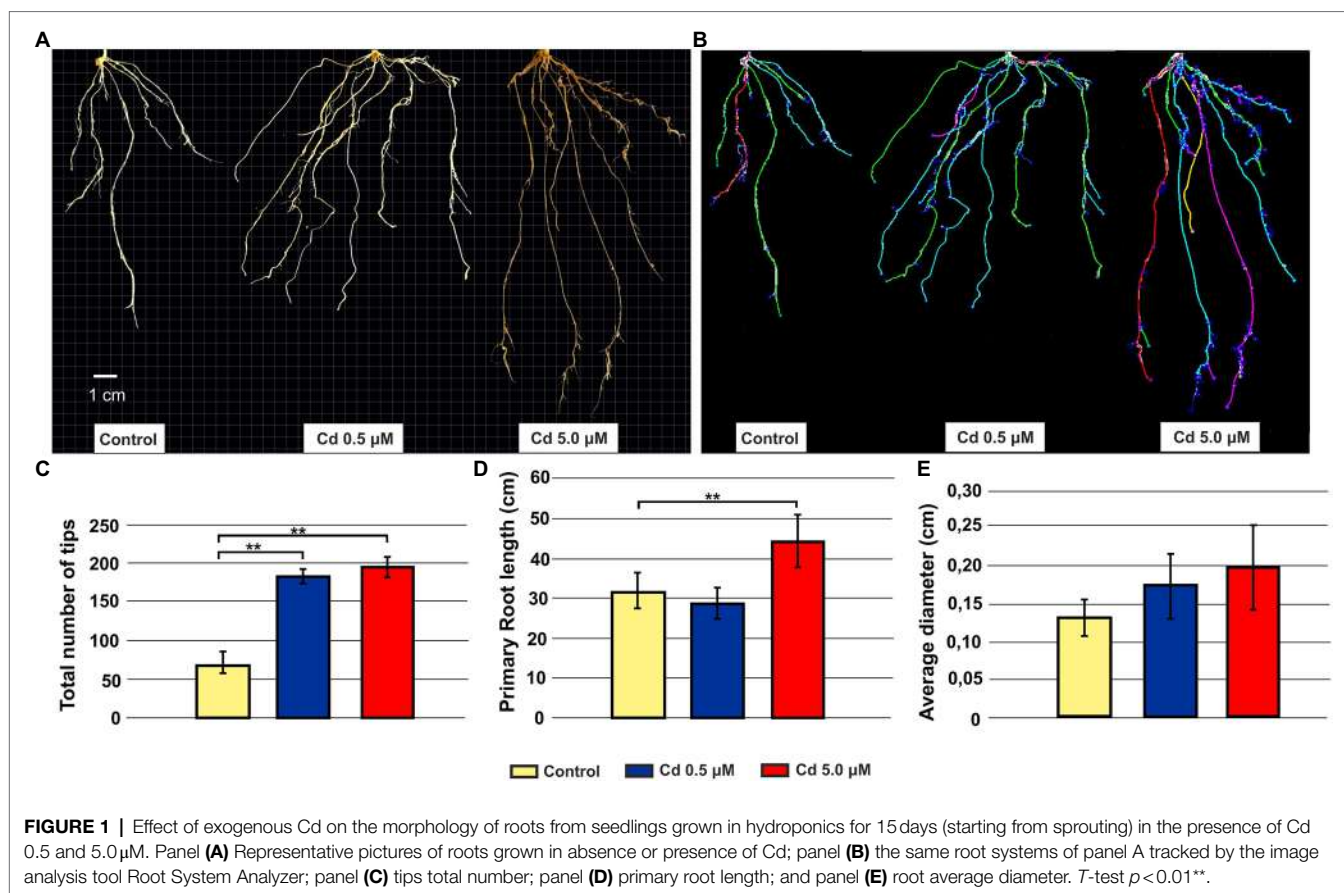 A
B
1 cm
Control
Cd 0.5 µM
Cd 5.0 µM
Control
Cd 0.5 µM
Cd 5.0 µM
C
Total number of tips
250
200
150
100
50
0
**
**
D
Primary Root length (cm)
60
50
40
30
20
10
0
**
E
Average diameter (cm)
0,30
0,25
0,20
0,15
0,10
0,05
0
Control
Cd 0.5 µM
Cd 5.0 µM
FIGURE 1 | Effect of exogenous Cd on the morphology of roots from seedlings grown in hydroponics for 15 days (starting from sprouting) in the presence of Cd
0.5 and 5.0 µM. Panel (A) Representative pictures of roots grown in absence or presence of Cd; panel (B) the same root systems of panel A tracked by the image
analysis tool Root System Analyzer; panel (C) tips total number; panel (D) primary root length; and panel (E) root average diameter. T-test p < 0.01**.